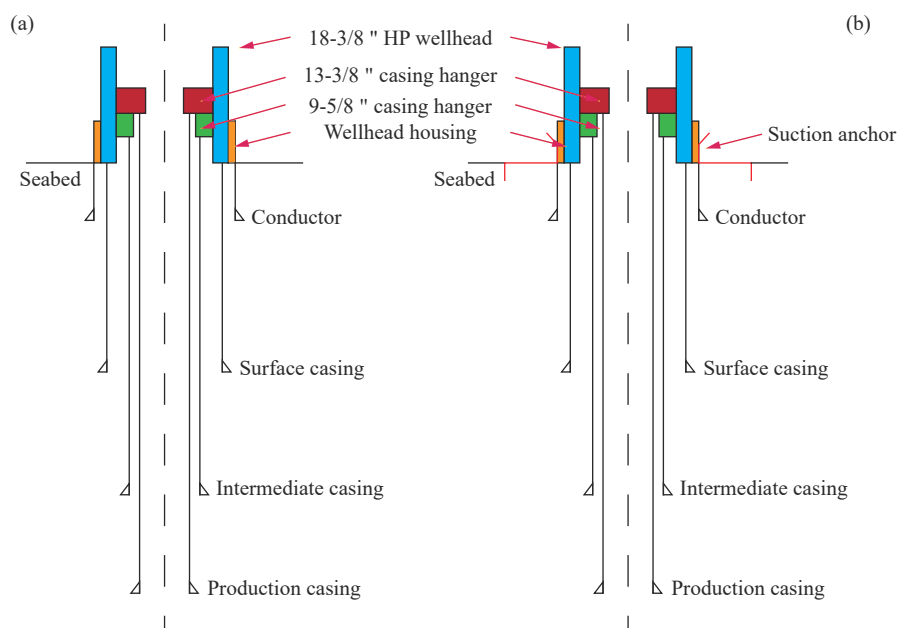 (a)
18-3/8 " HP wellhead
(b)
13-3/8 " casing hanger
9-5/8 " casing hanger
Wellhead housing
Suction anchor
Seabed
Seabed
Conductor
Conductor
Surface casing
Surface casing
Intermediate casing
Intermediate casing
Production casing
Production casing